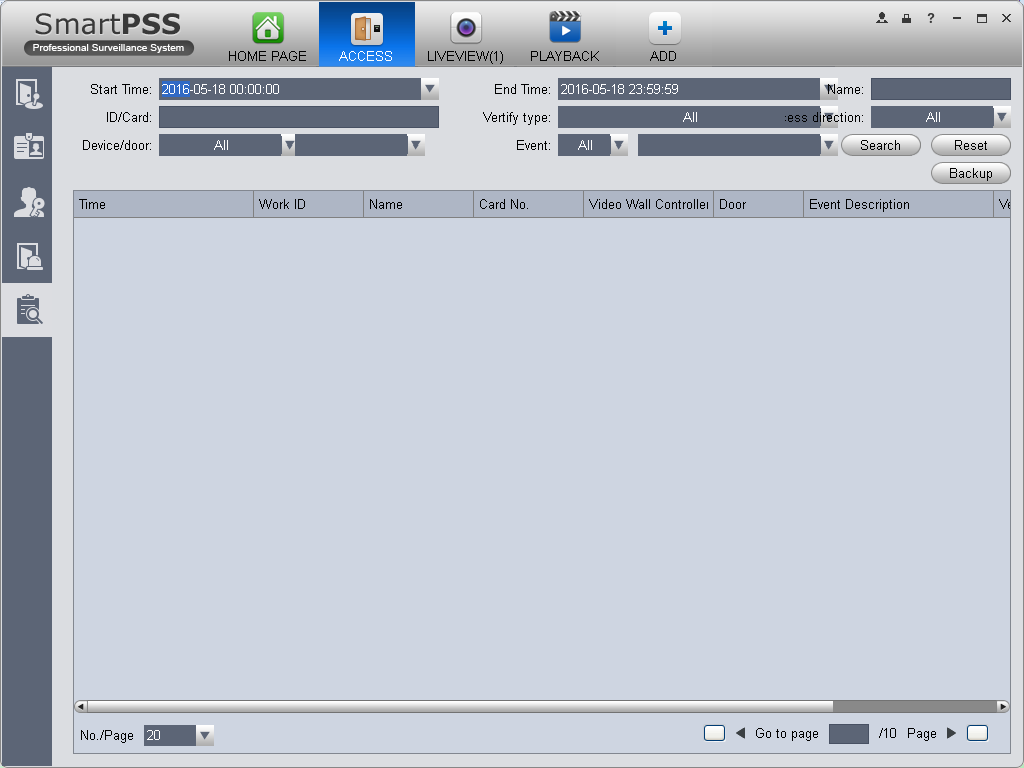 SmartPSS
Professional Surveillance System
HOME PAGE
ACCESS
LIVEVIEW(1)
PLAYBACK
ADD
?
Start Time: 2016-05-18 00:00:00
End Time: 2016-05-18 23:59:59
Name:
ID/Card:
Vertify type: All
ess direction: All
Device/door: All
Event: All
Search
Reset
Backup
Time
Work ID
Name
Card No.
Video Wall Controller
Door
Event Description
Ve
No./Page 20
Go to page /10 Page